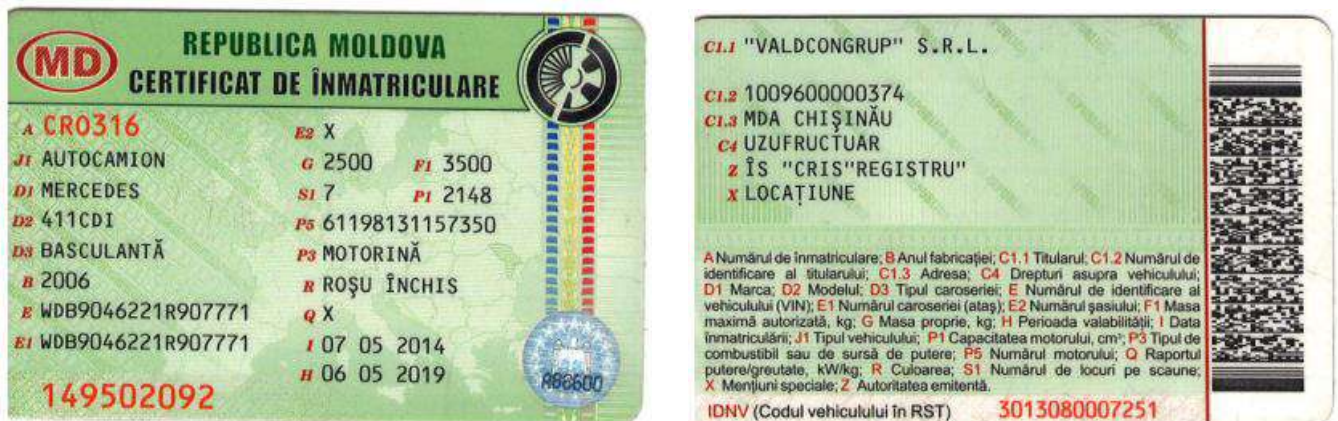 MD
REPUBLICA MOLDOVA
CERTIFICAT DE ÎNMATRICULARE
A CR0316
J1 AUTOCAMION
D1 MERCEDES
D2 411CDI
D3 BASCULANTĂ
B 2006
E WDB9046221R907771
E1 WDB9046221R907771
149502092
E2 X
G 2500 F1 3500
S1 7 P1 2148
P5 61198131157350
P3 MOTORINĂ
R ROŞU ÎNCHIS
Q X
I 07 05 2014
H 06 05 2019
C1.1 "VALDCONGRUP" S.R.L.
C1.2 1009600000374
C1.3 MDA CHIŞINĂU
C4 UZUFRUCTUAR
Z ÎS "CRIS"REGISTRU"
X LOCAŢIUNE
A Numărul de înmatriculare; B Anul fabricaţiei; C1.1 Titularul; C1.2 Numărul de
identificare al titularului; C1.3 Adresa; C4 Drepturi asupra vehiculului;
D1 Marca; D2 Modelul; D3 Tipul caroseriei; E Numărul de identificare al
vehiculului (VIN); E1 Numărul caroseriei (ataş); E2 Numărul şasiului; F1 Masa
maximă autorizată, kg; G Masa proprie, kg; H Perioada valabilităţii; I Data
înmatriculării; J1 Tipul vehiculului; P1 Capacitatea motorului, cm³; P3 Tipul de
combustibil sau de sursă de putere; P5 Numărul motorului; Q Raportul
putere/greutate, kW/kg; R Culoarea; S1 Numărul de locuri pe scaune;
X Menţiuni speciale; Z Autoritatea emitentă.
IDNV (Codul vehiculului în RST) 3013080007251